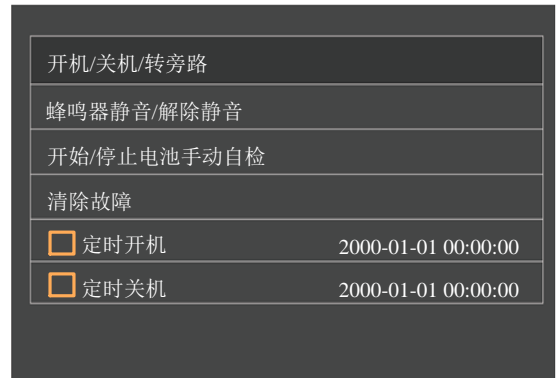 开机/关机/转旁路
蜂鸣器静音/解除静音
开始/停止电池手动自检
清除故障
定时开机 2000-01-01 00:00:00
定时关机 2000-01-01 00:00:00